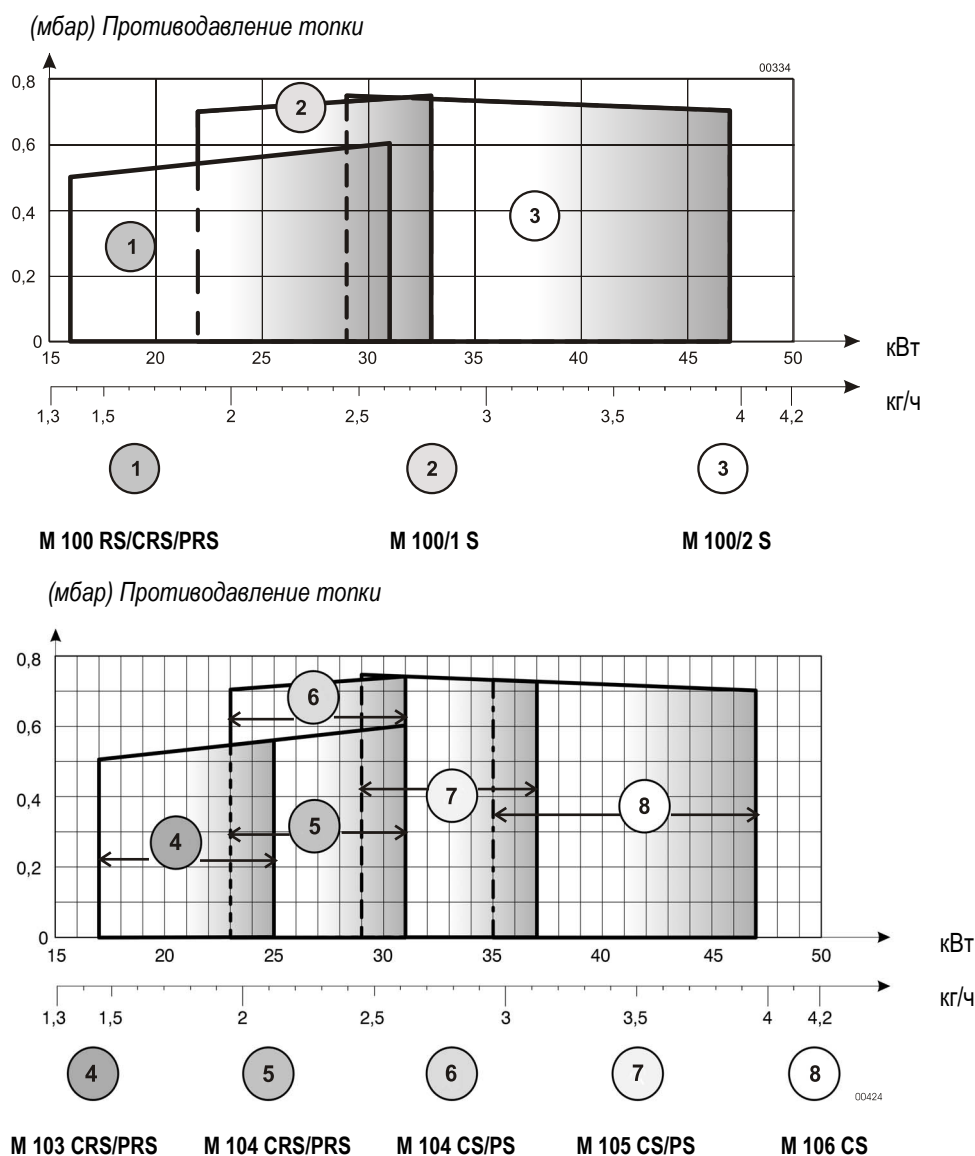 (мбар) Противодавление топки
00334
0,8
0,6
0,4
0,2
0
1
2
3
15 20 25 30 35 40 45 50
кВт
кг/ч
1,3 1,5 2 2,5 3 3,5 4 4,2
1 2 3
M 100 RS/CRS/PRS M 100/1 S M 100/2 S
(мбар) Противодавление топки
0,8
0,6
0,4
0,2
0
6
7
8
5
4
15 20 25 30 35 40 45 50
кВт
кг/ч
1,3 1,5 2 2,5 3 3,5 4 4,2
4 5 6 7 8
00424
M 103 CRS/PRS M 104 CRS/PRS M 104 CS/PS M 105 CS/PS M 106 CS